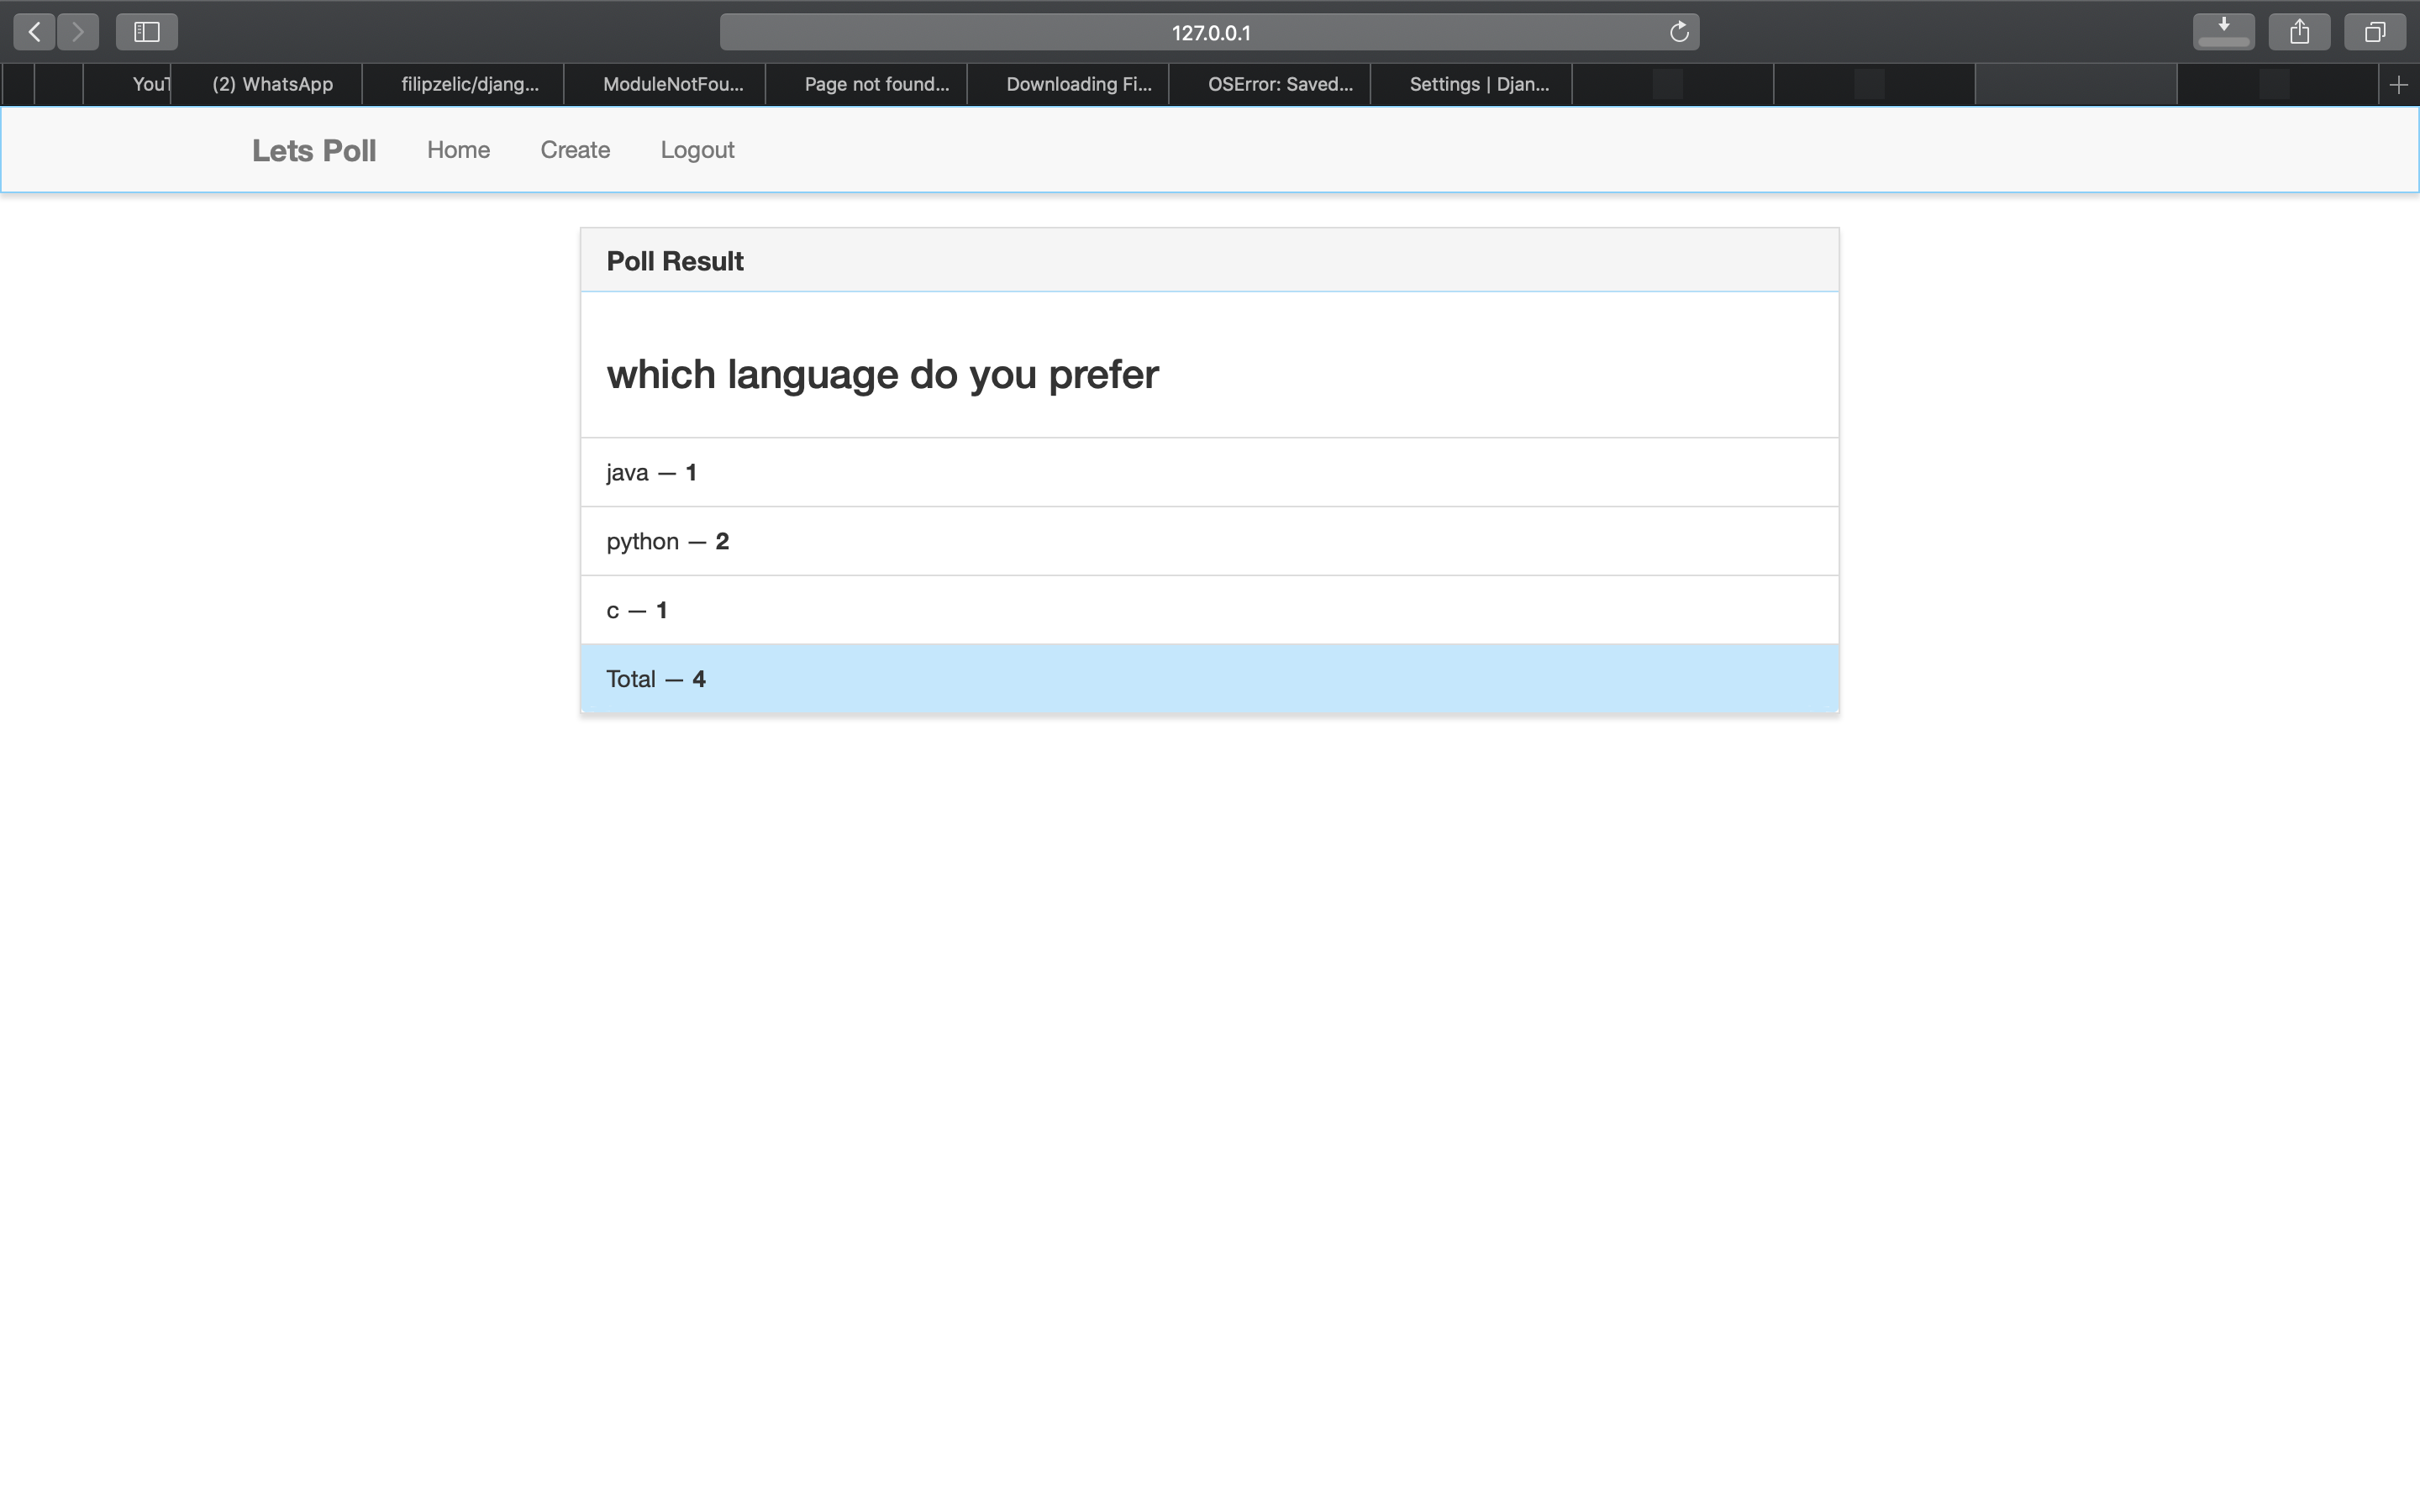 127.0.0.1
(2) WhatsApp filipzelic/djang... ModuleNotFou... Page not found... Downloading Fi... OSError: Saved... Settings | Djan...
Lets Poll Home Create Logout
Poll Result
which language do you prefer
java — 1
python — 2
c — 1
Total — 4